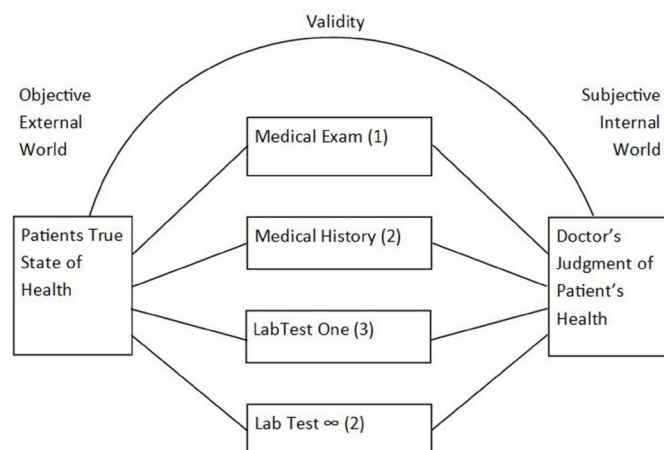 Validity
Objective
External
World
Subjective
Internal
World
Medical Exam (1)
Patients True
State of
Health
Medical History (2)
Doctor’s
Judgment of
Patient’s
Health
LabTest One (3)
Lab Test ∞ (2)